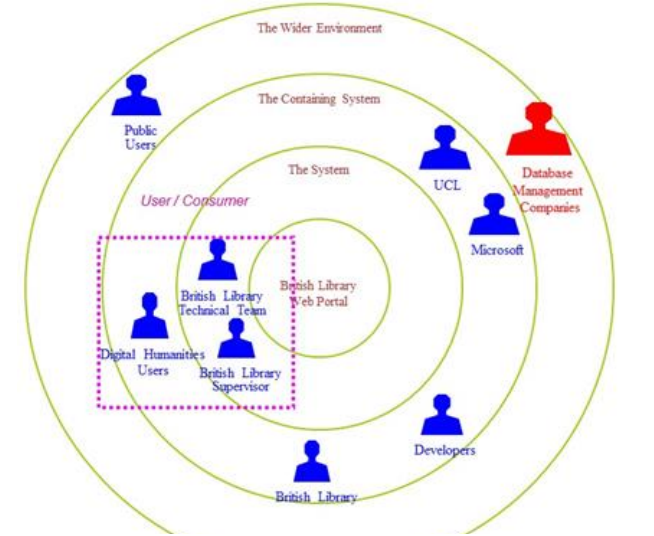 The Wider Environment
The Containing System
Public
Users
The System
UCL
Database
Management
Companies
User / Consumer
Microsoft
British Library
Technical Team
British Library
Web Portal
Digital Humanities
Users
British Library
Supervisor
Developers
British Library